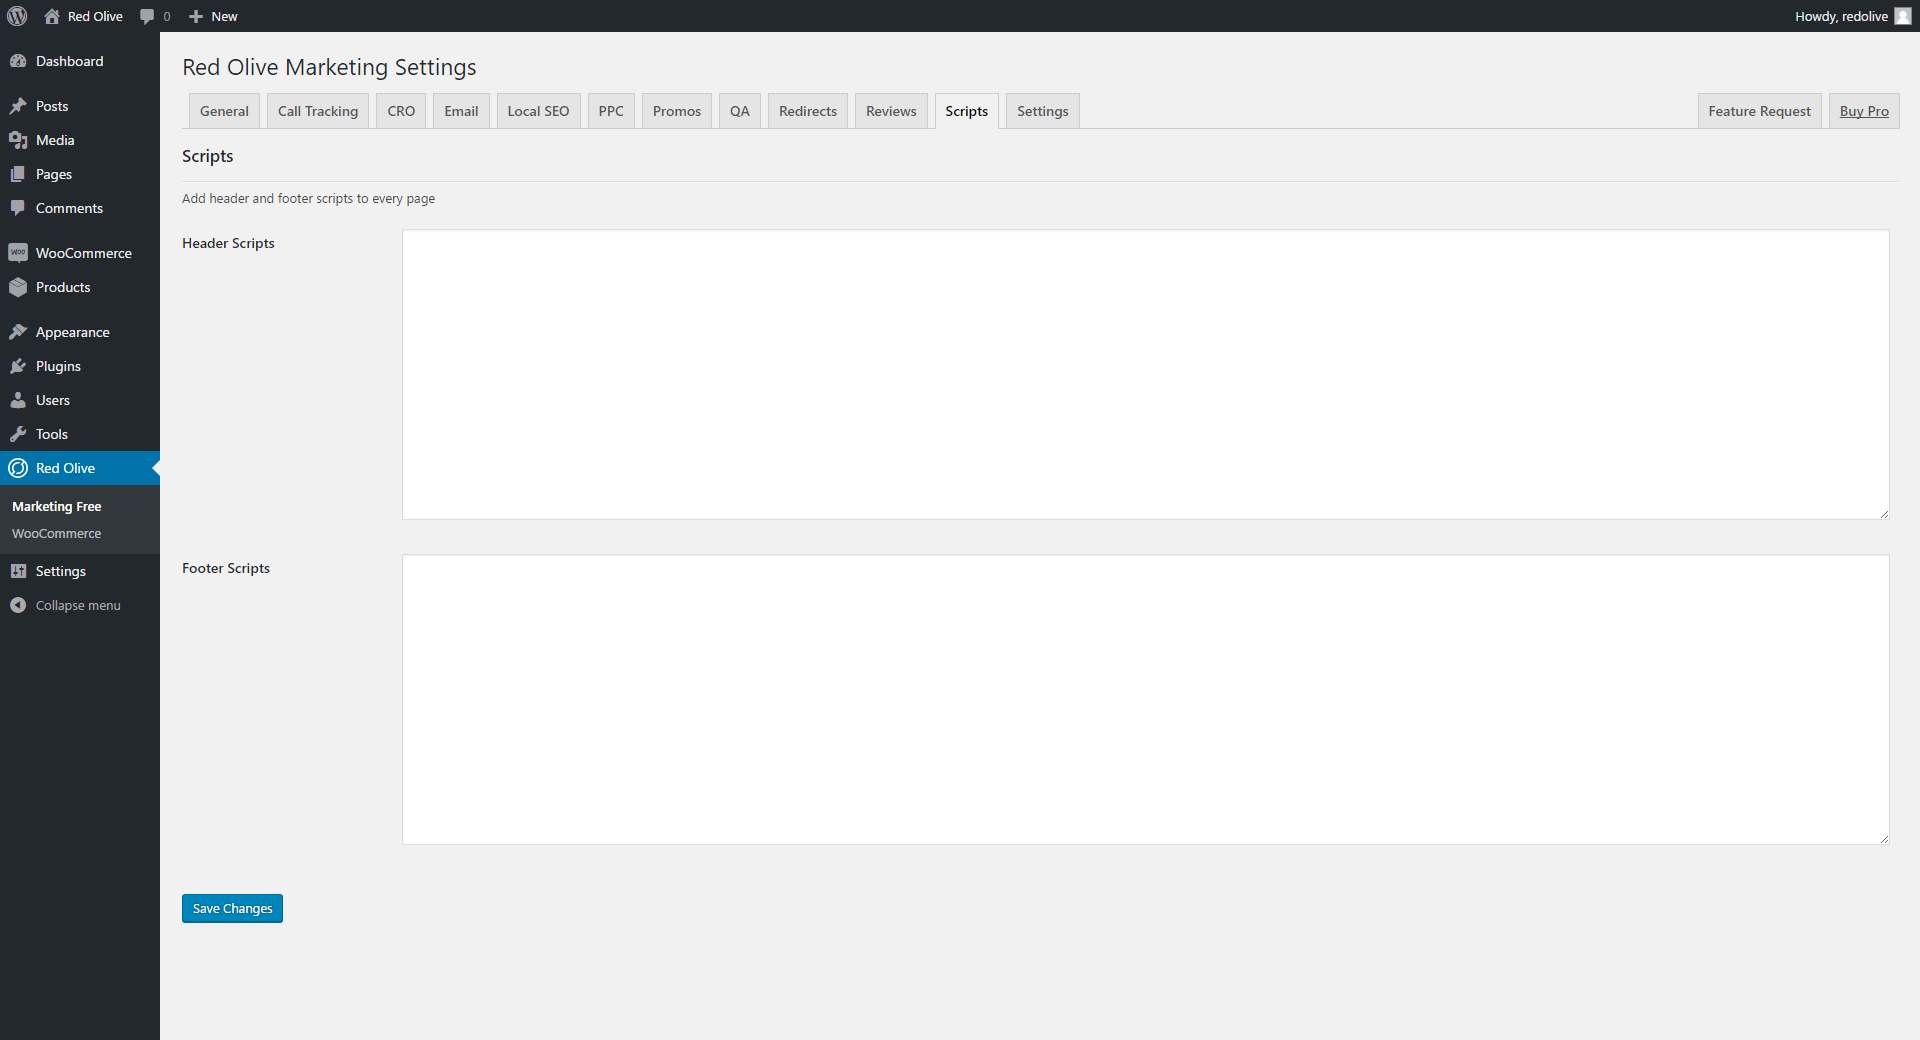 Red Olive 0 New Howdy, redolive
Dashboard
Posts
Media
Pages
Comments
Woo WooCommerce
Products
Appearance
Plugins
Users
Tools
Red Olive
Marketing Free
WooCommerce
Settings
Collapse menu
Red Olive Marketing Settings
General Call Tracking CRO Email Local SEO PPC Promos QA Redirects Reviews Scripts Settings Feature Request Buy Pro
Scripts
Add header and footer scripts to every page
Header Scripts
Footer Scripts
Save Changes